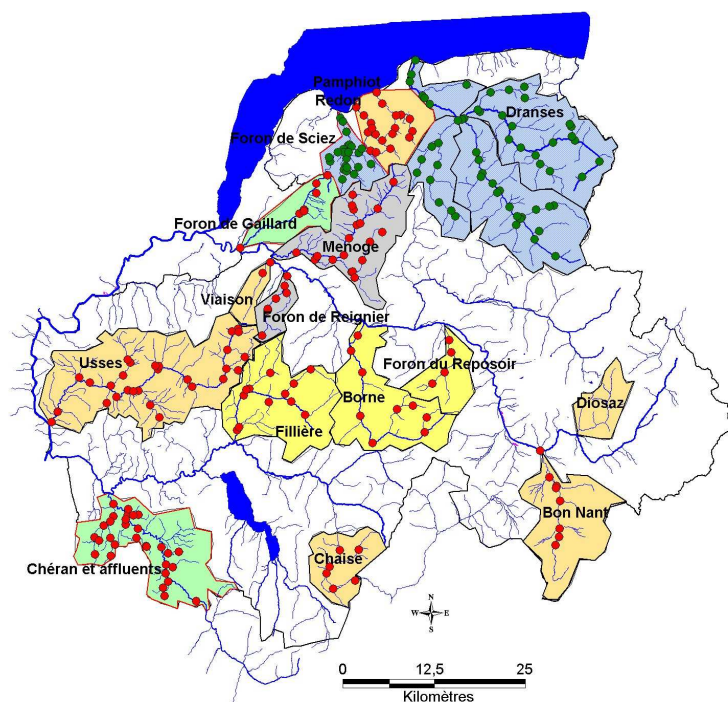 Pamphiot
Redon
Dranses
Foron de Sciez
Foron de Gaillard
Menoge
Viaison
Foron de Reignier
Usses
Foron du Reposoir
Borne
Diosaz
Fillière
Bon Nant
Chaise
Chéran et affluents
N
W E
S
0 12,5 25
Kilomètres